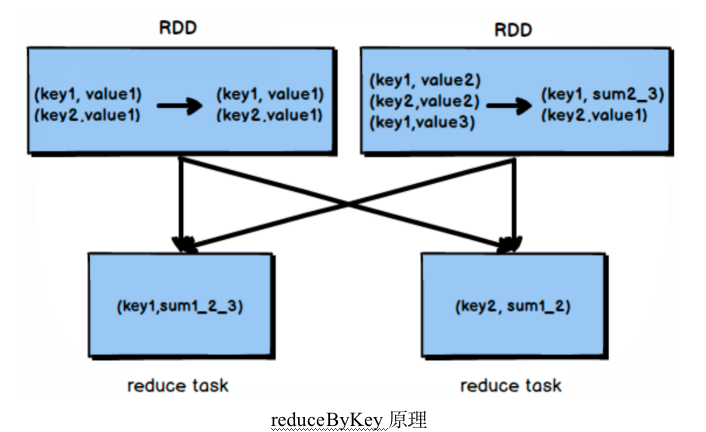 RDD
RDD
(key1, value1)
(key2,value1)
(key1, value1)
(key2,value1)
(key1, value2)
(key2,value2)
(key1,value3)
(key1, sum2_3)
(key2,value1)
(key1,sum1_2_3)
(key2, sum1_2)
reduce task
reduce task
reduceByKey 原理